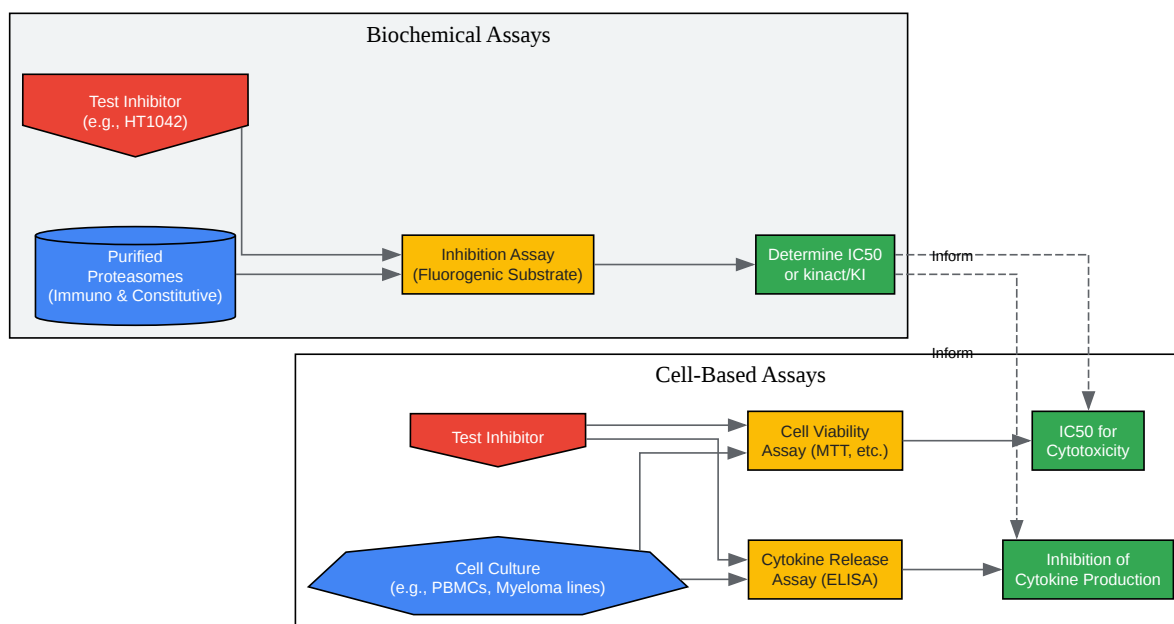 Biochemical Assays
Test Inhibitor
(e.g., HT1042)
Purified
Proteasomes
(Immuno & Constitutive)
Inhibition Assay
(Fluorogenic Substrate)
Determine IC50
or kinact/KI
Inform
Inform
Cell-Based Assays
Test Inhibitor
Cell Viability
Assay (MTT, etc.)
IC50 for
Cytotoxicity
Cell Culture
(e.g., PBMCs, Myeloma lines)
Cytokine Release
Assay (ELISA)
Inhibition of
Cytokine Production